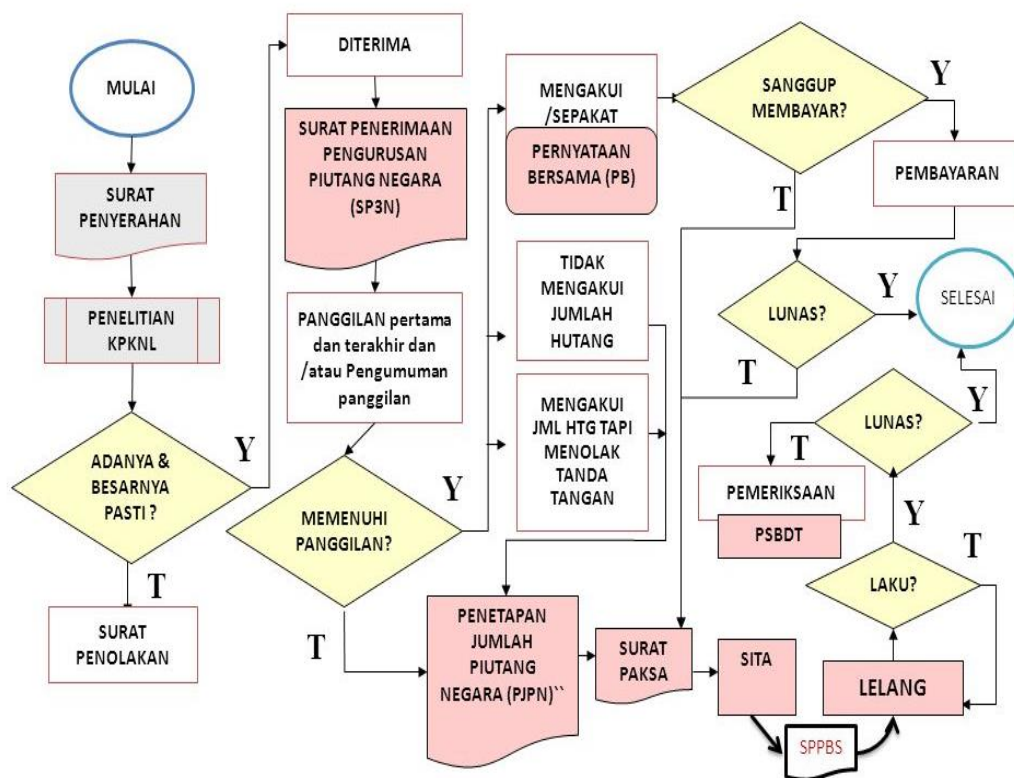 MULAI
SURAT
PENYERAHAN
PENELITIAN
KPKNL
ADANYA &
BESARNYA
PASTI ?
Y
T
SURAT
PENOLAKAN
DITERIMA
SURAT PENERIMAAN
PENGURUSAN
PIUTANG NEGARA
(SP3N)
PANGGILAN pertama
dan terakhir dan
/atau Pengumuman
panggilan
MEMENUHI
PANGGILAN?
Y
T
MENGAKUI
/SEPAKAT
PERNYATAAN
BERSAMA (PB)
TIDAK
MENGAKUI
JUMLAH
HUTANG
MENGAKUI
JML HTG TAPI
MENOLAK
TANDA
TANGAN
PENETAPAN
JUMLAH
PIUTANG
NEGARA (PJPN)``
SANGGUP
MEMBAYAR?
Y
T
PEMBAYARAN
LUNAS?
Y
T
SELESAI
SURAT
PAKSA
SITA
SPPBS
LELANG
LAKU?
Y
T
LUNAS?
Y
T
PEMERIKSAAN
PSBDT